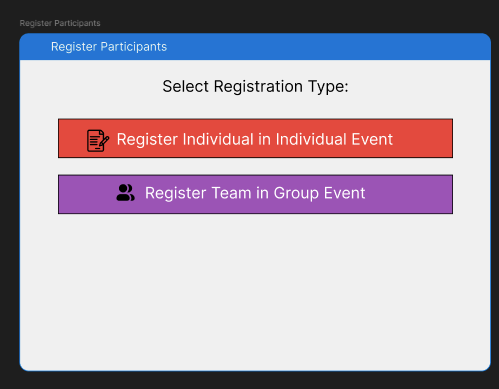 Register Participants
Register Participants
Select Registration Type:
Register Individual in Individual Event
Register Team in Group Event